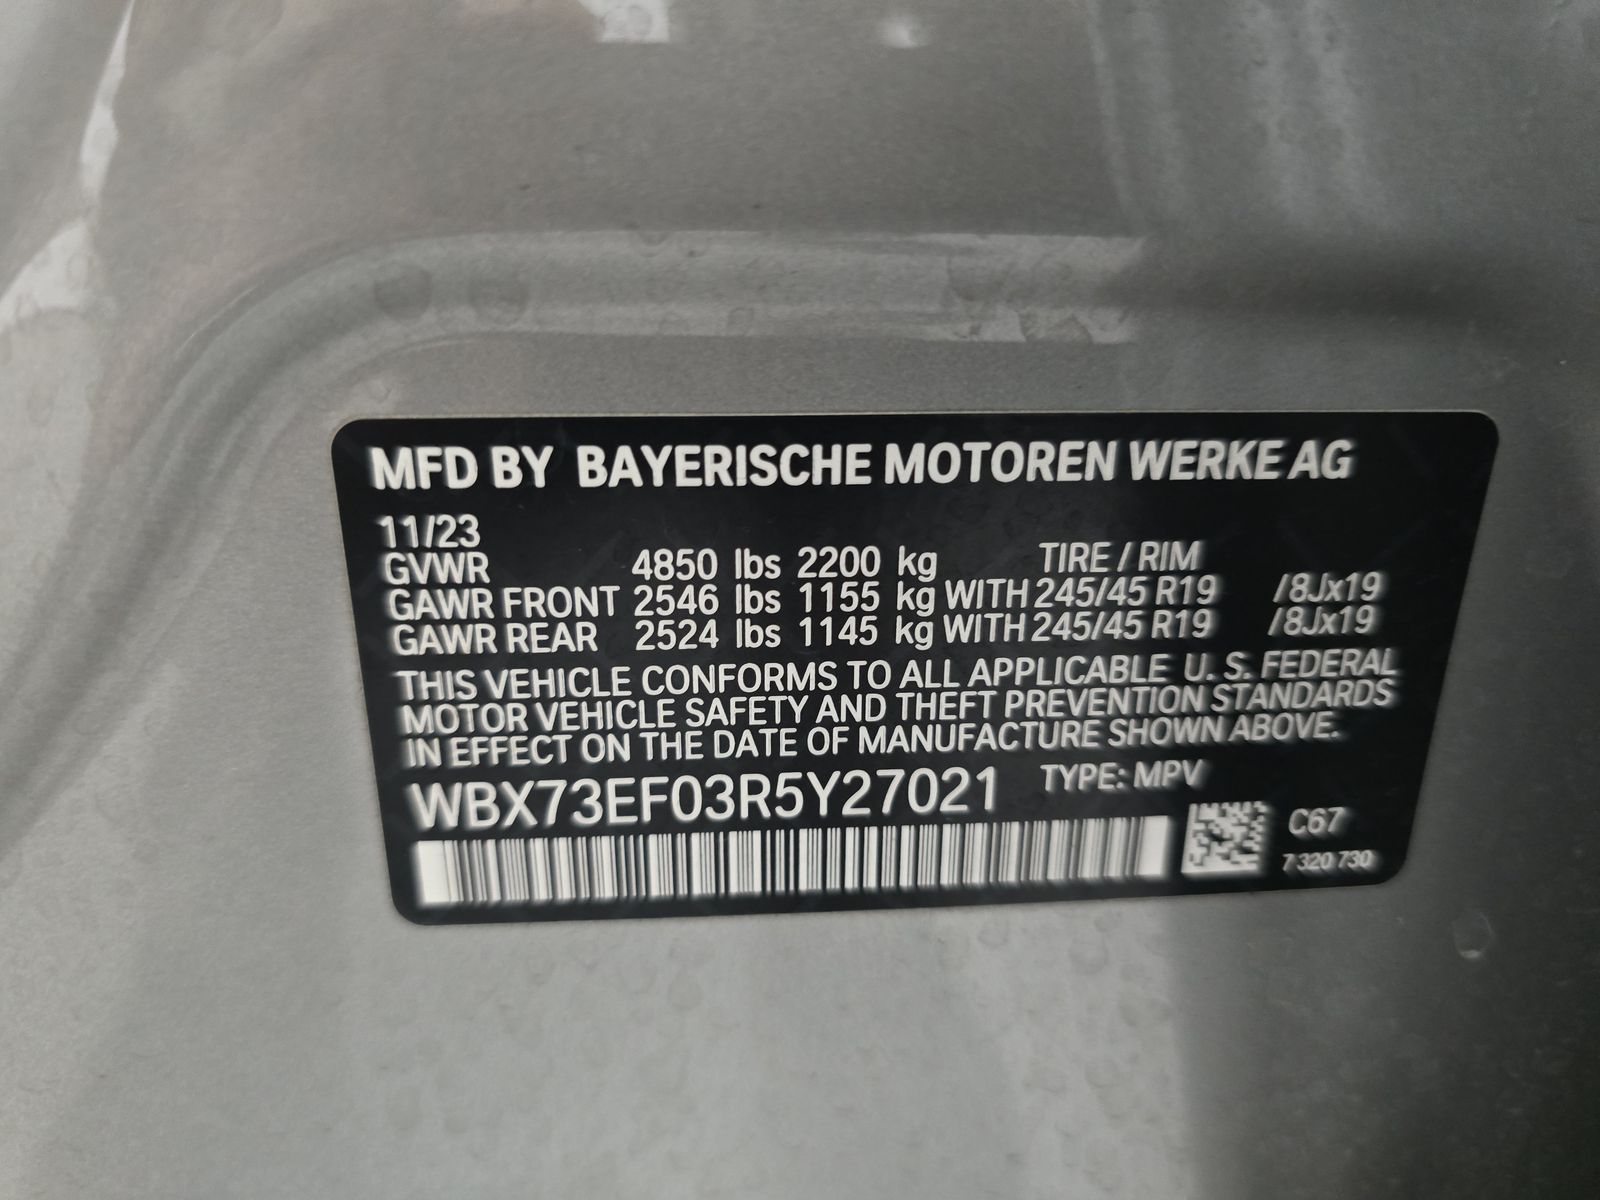 MFD BY BAYERISCHE MOTOREN WERKE AG
11/23
GVWR 4850 lbs 2200 kg TIRE / RIM
GAWR FRONT 2546 lbs 1155 kg WITH 245/45 R19 /8Jx19
GAWR REAR 2524 lbs 1145 kg WITH 245/45 R19 /8Jx19
THIS VEHICLE CONFORMS TO ALL APPLICABLE U. S. FEDERAL
MOTOR VEHICLE SAFETY AND THEFT PREVENTION STANDARDS
IN EFFECT ON THE DATE OF MANUFACTURE SHOWN ABOVE.
WBX73EF03R5Y27021 TYPE: MPV
C67
7 320 730